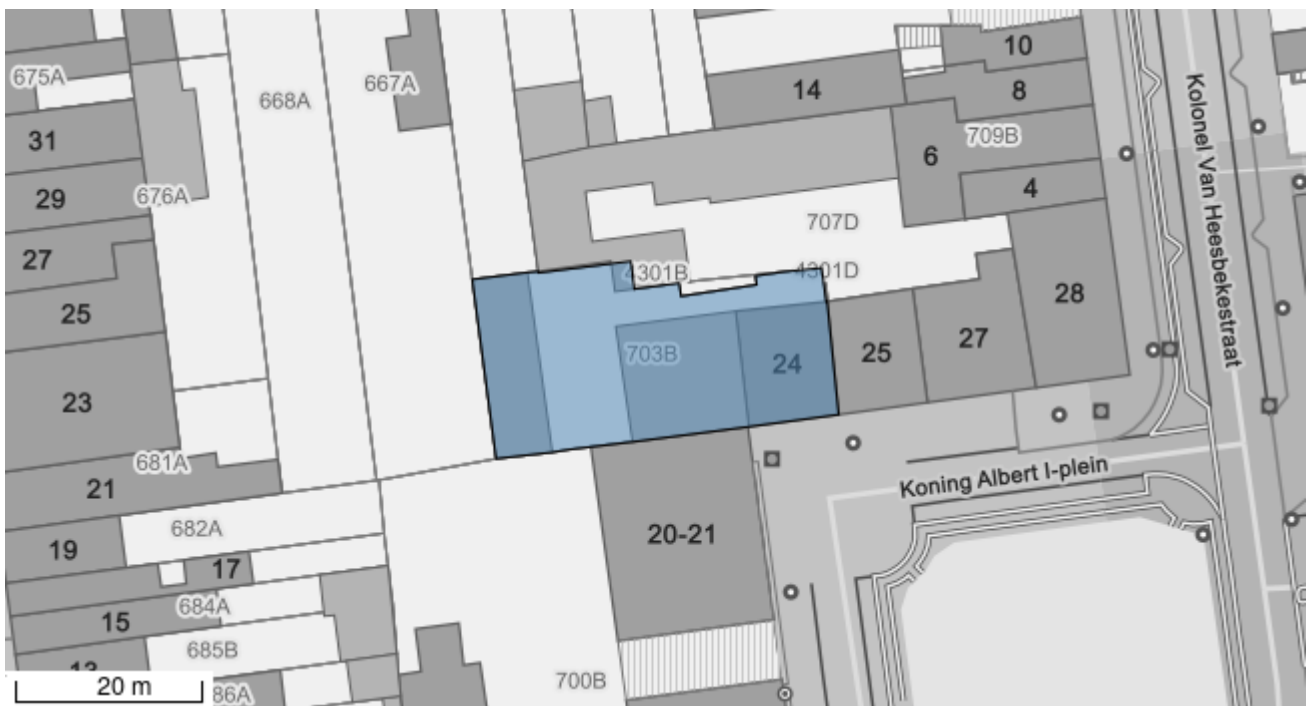 10
675A
667A
14
8
668A
31
709B
6
29
676A
4
707D
27
4301B
4301D
25
28
703B
24
25
27
Kolonel Van Heesbekestraat
23
681A
21
Koning Albert I-plein
682A
20-21
19
17
15
684A
685B
13
700B
20 m
86A